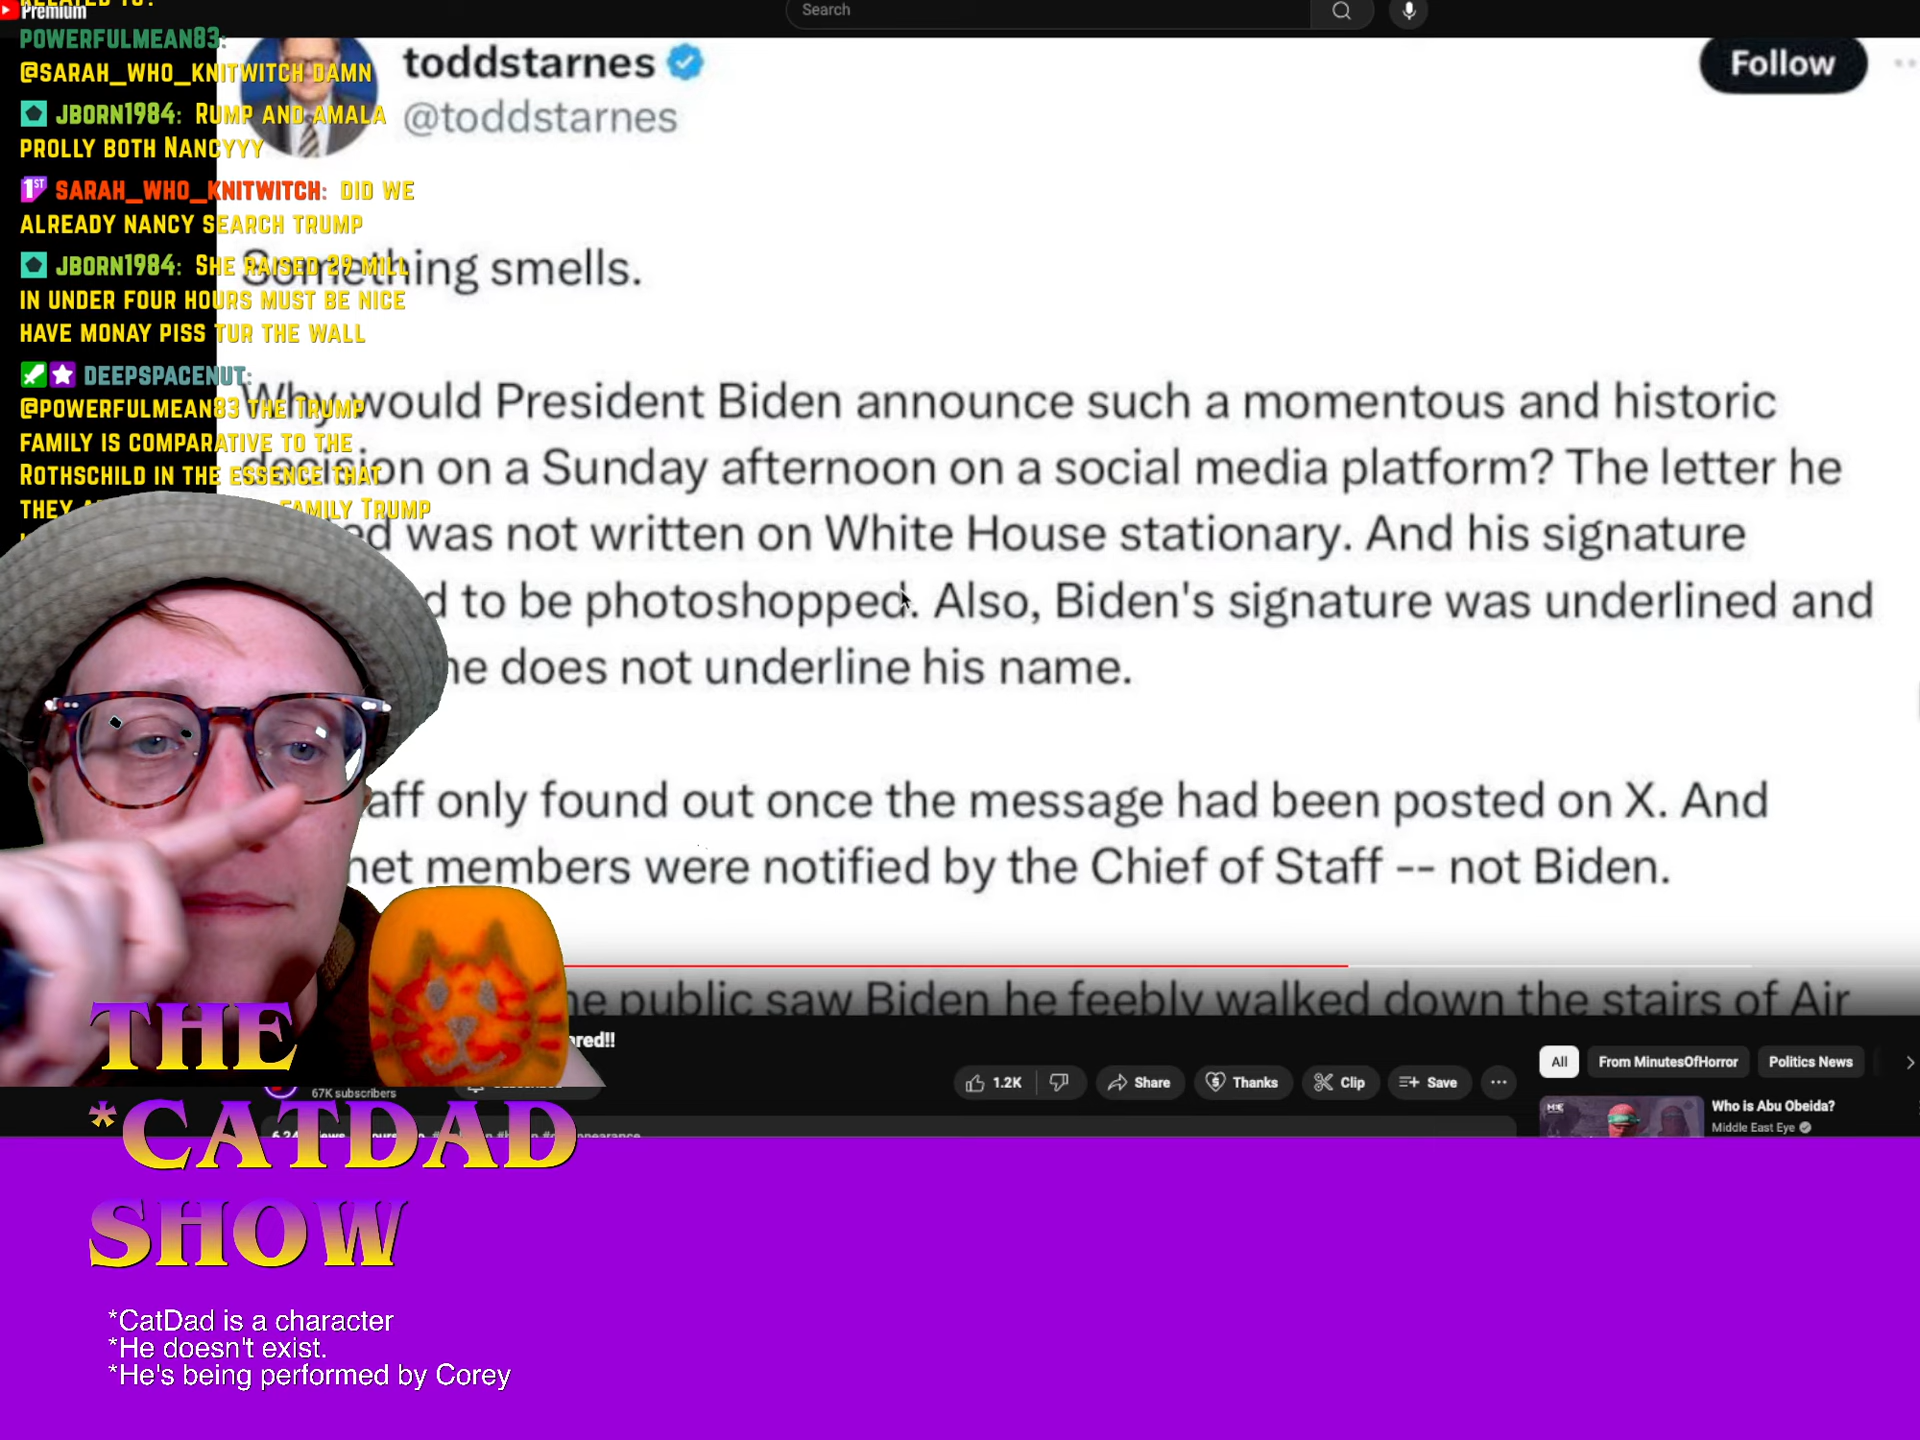 Premium
Search
RELATED TO?
POWERFULMEAN83:
@SARAH_WHO_KNITWITCH DAMN
JBORN1984: RUMP AND AMALA
PROLLY BOTH NANCYYY
1ST SARAH_WHO_KNITWITCH: DID WE
ALREADY NANCY SEARCH TRUMP
JBORN1984: SHE RAISED 29 MILL
IN UNDER FOUR HOURS MUST BE NICE
HAVE MONAY PISS TUR THE WALL
DEEPSPACENUT:
@POWERFULMEAN83 THE TRUMP
FAMILY IS COMPARATIVE TO THE
ROTHSCHILD IN THE ESSENCE THAT
THEY FAMILY TRUMP
toddstarnes
@toddstarnes
Follow
Something smells.
Why would President Biden announce such a momentous and historic
decision on a Sunday afternoon on a social media platform? The letter he
was not written on White House stationary. And his signature
to be photoshopped. Also, Biden's signature was underlined and
he does not underline his name.
only found out once the message had been posted on X. And
members were notified by the Chief of Staff -- not Biden.
public saw Biden he feebly walked down the stairs of Air
67K subscribers
1.2K
Share
Thanks
Clip
Save
All
From MinutesOfHorror
Politics News
Who is Abu Obeida?
Middle East Eye
THE
*CATDAD
SHOW
*CatDad is a character
*He doesn't exist.
*He's being performed by Corey